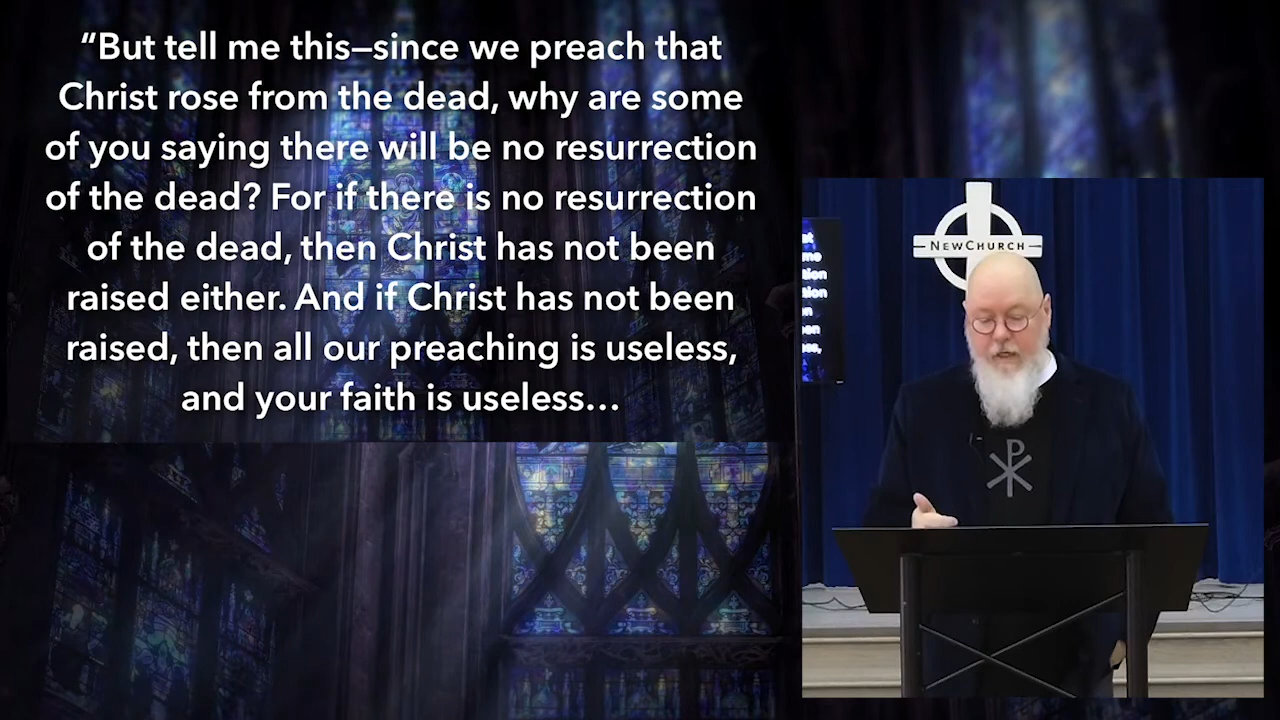 “But tell me this—since we preach that
Christ rose from the dead, why are some
of you saying there will be no resurrection
of the dead? For if there is no resurrection
of the dead, then Christ has not been
raised either. And if Christ has not been
raised, then all our preaching is useless,
and your faith is useless…
NEWCHURCH